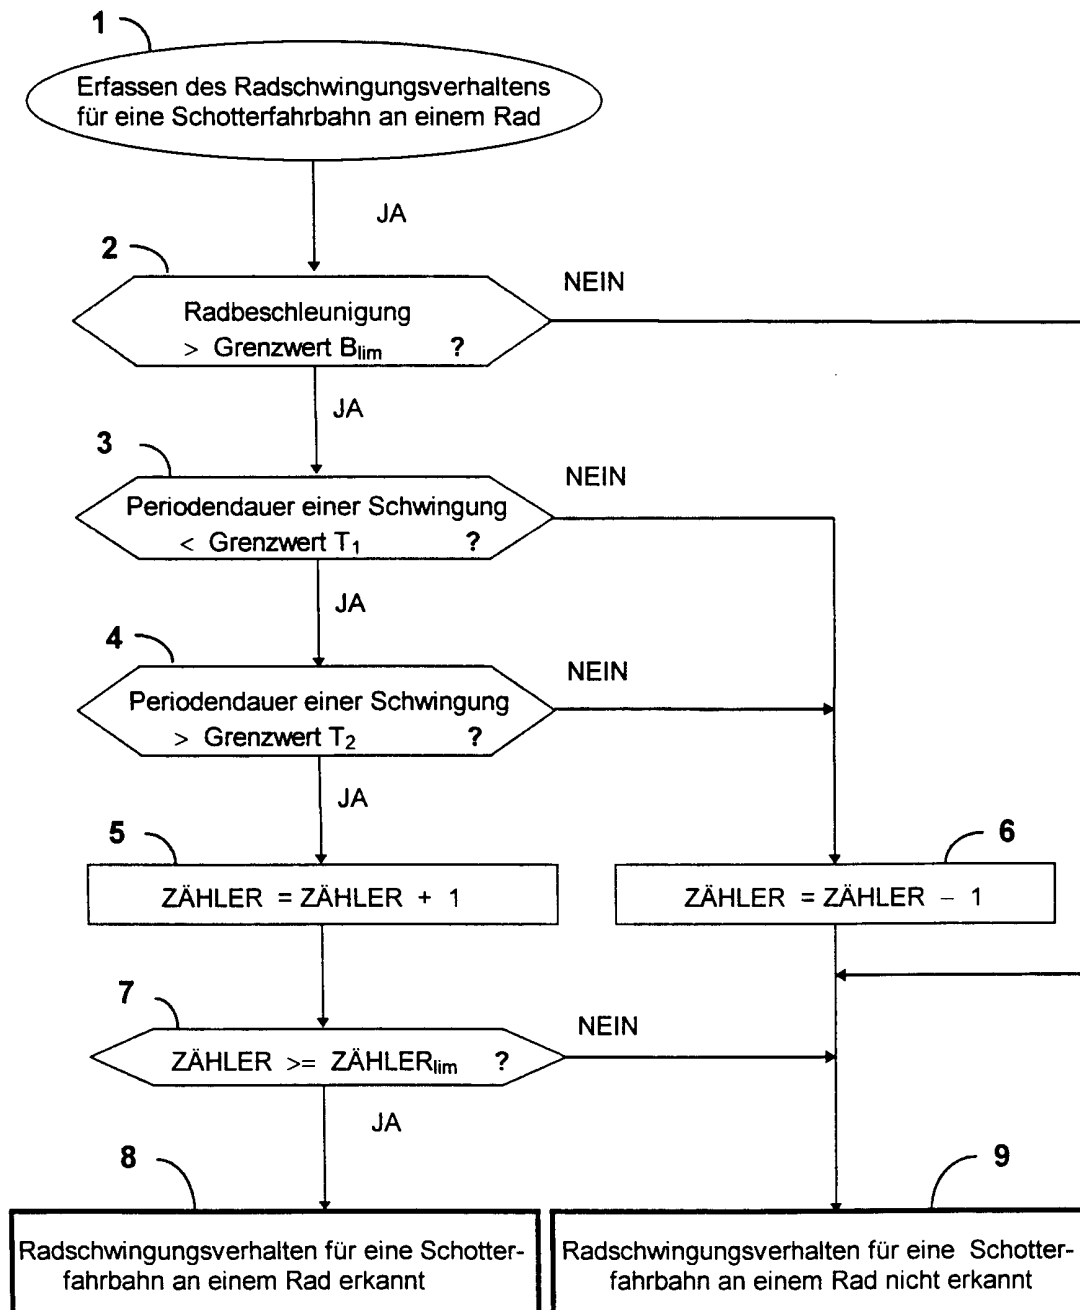 1
Erfassen des Radschwingungsverhaltens
für eine Schotterfahrbahn an einem Rad
JA
2
NEIN
Radbeschleunigung
> Grenzwert Blim ?
JA
3
NEIN
Periodendauer einer Schwingung
< Grenzwert T1 ?
JA
4
NEIN
Periodendauer einer Schwingung
> Grenzwert T2 ?
JA
5
6
ZÄHLER = ZÄHLER + 1
ZÄHLER = ZÄHLER – 1
7
NEIN
ZÄHLER >= ZÄHLERlim ?
JA
8
9
Radschwingungsverhalten für eine Schotter-
fahrbahn an einem Rad erkannt
Radschwingungsverhalten für eine Schotter-
fahrbahn an einem Rad nicht erkannt